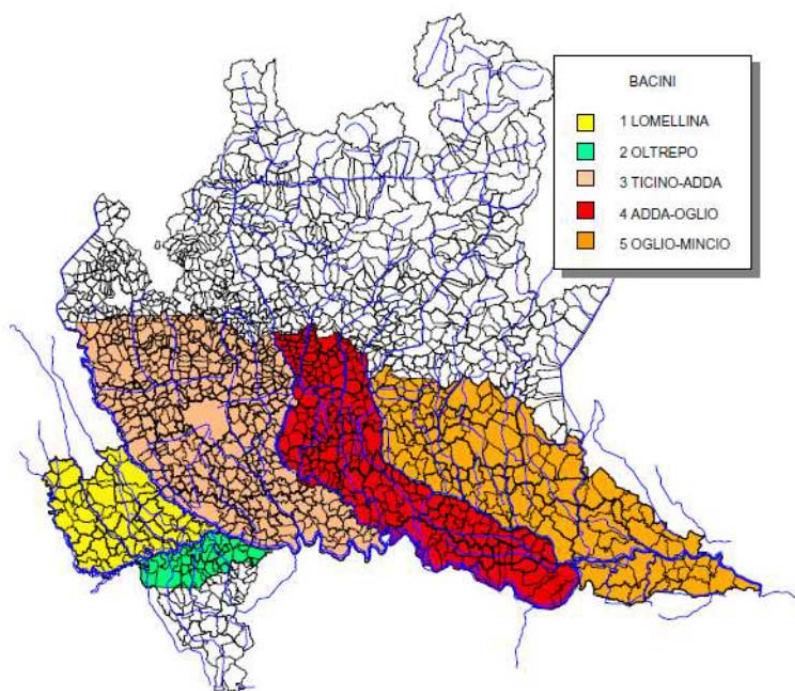 BACINI
1 LOMELLINA
2 OLTREPO
3 TICINO-ADDA
4 ADDA-OGLIO
5 OGLIO-MINCIO